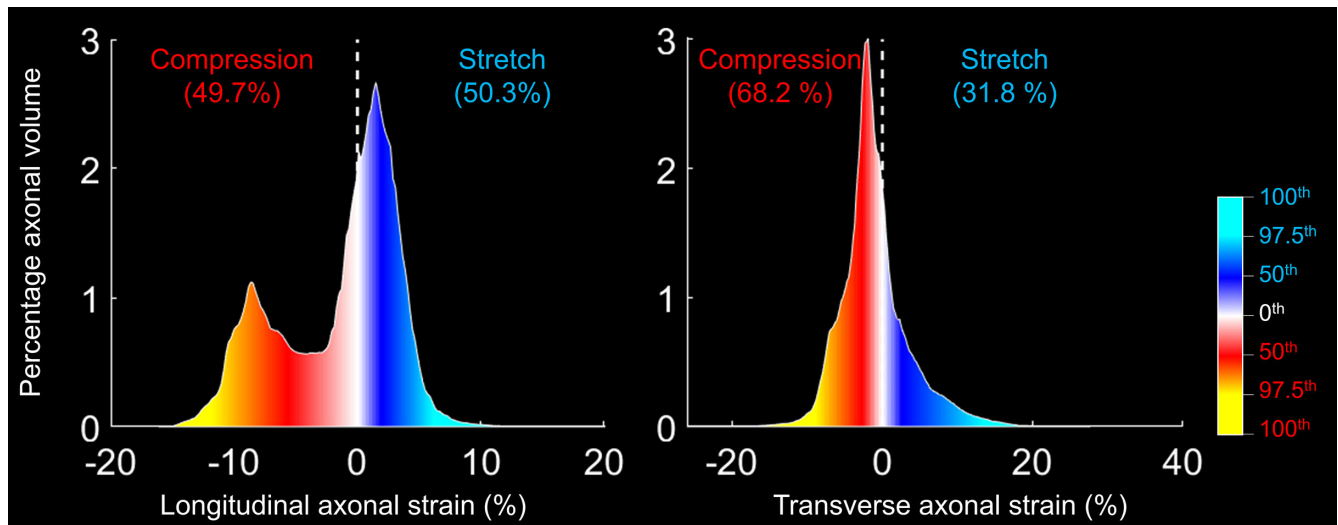 Percentage axonal volume
3
2
1
0
Compression
(49.7%)
Stretch
(50.3%)
-20 -10 0 10 20
Longitudinal axonal strain (%)
3
2
1
0
Compression
(68.2 %)
Stretch
(31.8 %)
-20 0 20 40
Transverse axonal strain (%)
100th
97.5th
50th
0th
50th
97.5th
100th